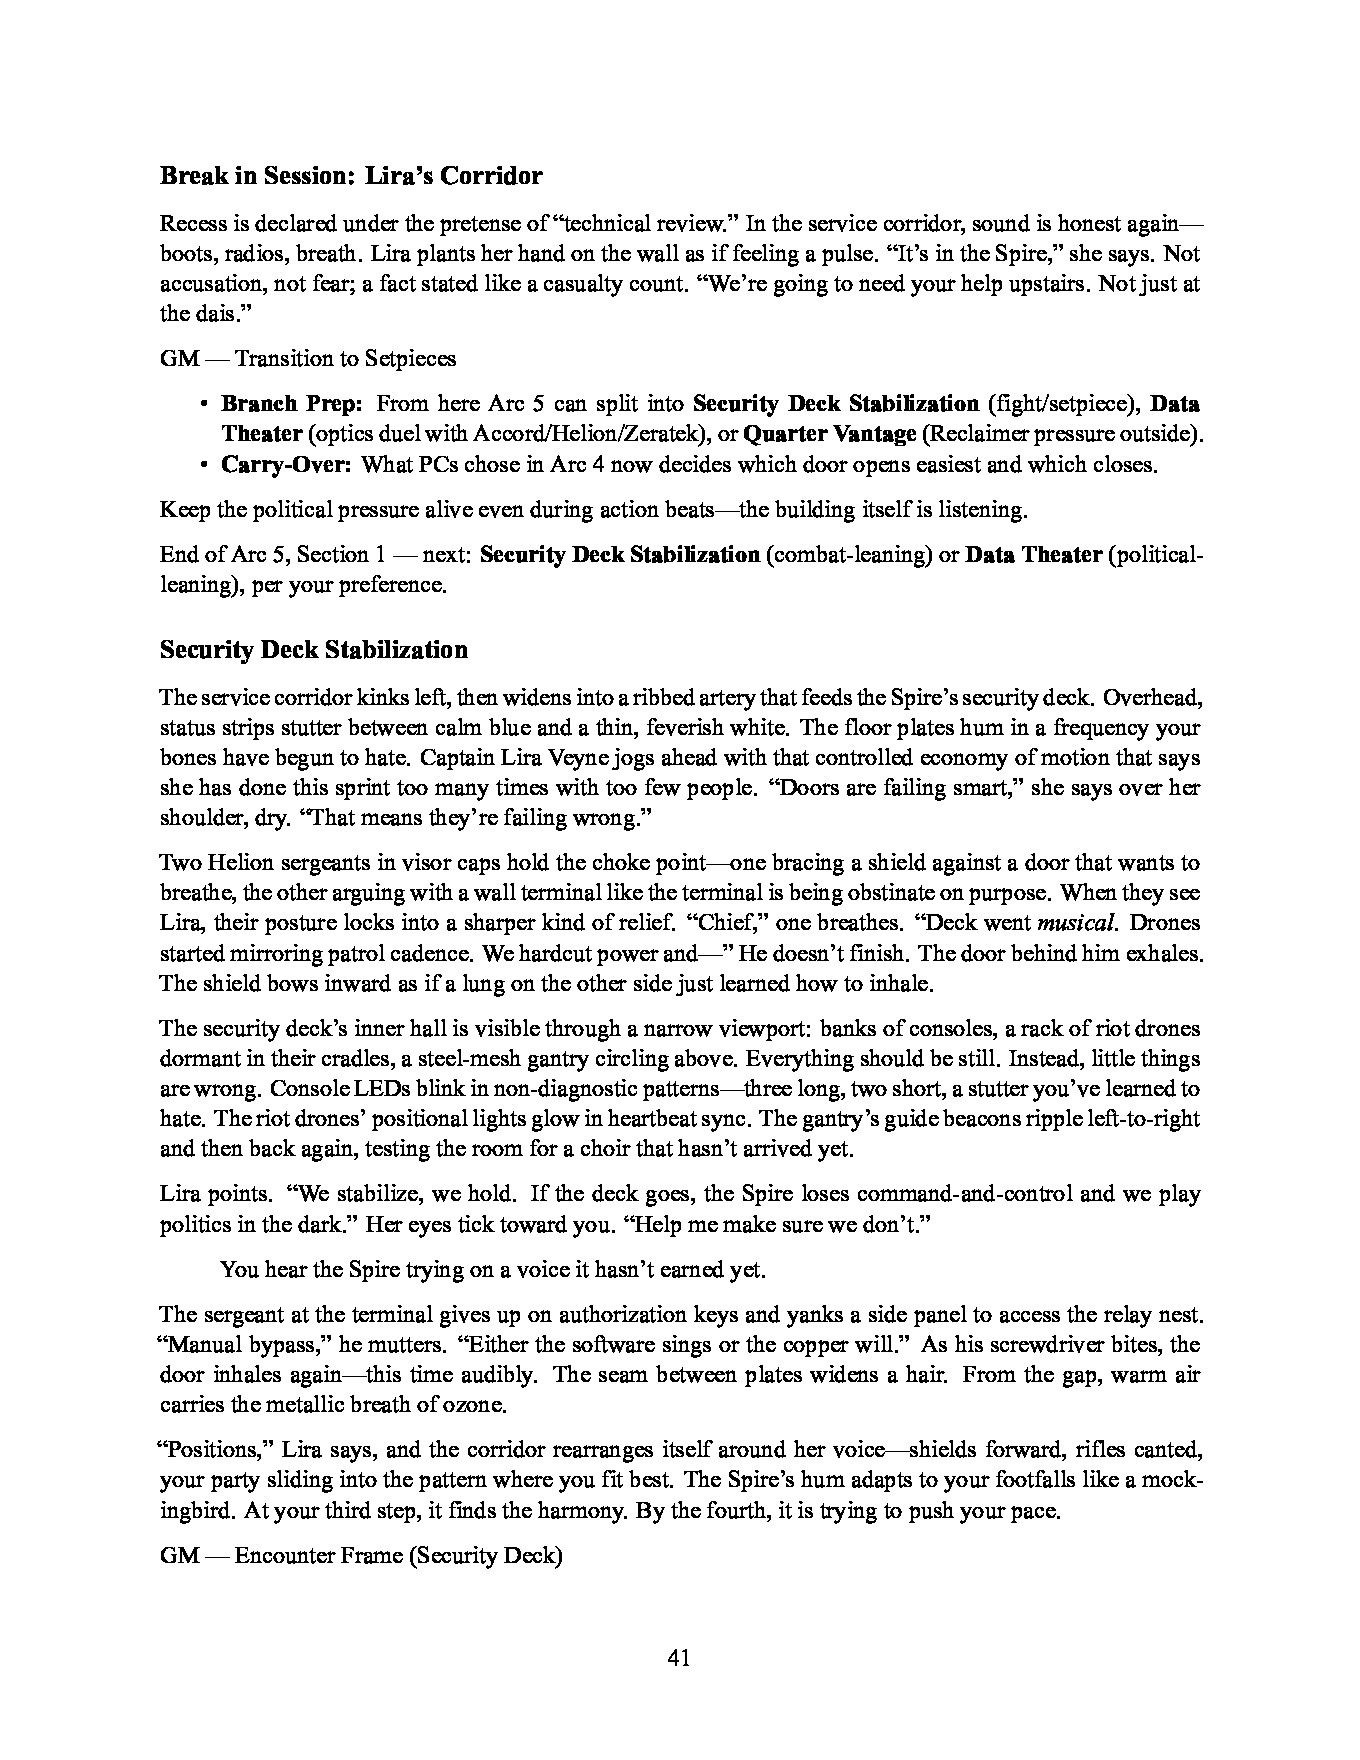 Break in Session: Lira’s Corridor
Recess is declared under the pretense of “technical review.” In the service corridor, sound is honest again—
boots, radios, breath. Lira plants her hand on the wall as if feeling a pulse. “It’s in the Spire,” she says. Not
accusation, not fear; a fact stated like a casualty count. “We’re going to need your help upstairs. Not just at
the dais.”
GM — Transition to Setpieces
• Branch Prep: From here Arc 5 can split into Security Deck Stabilization (fight/setpiece), Data
Theater (optics duel with Accord/Helion/Zeratek), or Quarter Vantage (Reclaimer pressure outside).
• Carry-Over: What PCs chose in Arc 4 now decides which door opens easiest and which closes.
Keep the political pressure alive even during action beats—the building itself is listening.
End of Arc 5, Section 1 — next: Security Deck Stabilization (combat-leaning) or Data Theater (political-
leaning), per your preference.
Security Deck Stabilization
The service corridor kinks left, then widens into a ribbed artery that feeds the Spire’s security deck. Overhead,
status strips stutter between calm blue and a thin, feverish white. The floor plates hum in a frequency your
bones have begun to hate. Captain Lira Veyne jogs ahead with that controlled economy of motion that says
she has done this sprint too many times with too few people. “Doors are failing smart,” she says over her
shoulder, dry. “That means they’re failing wrong.”
Two Helion sergeants in visor caps hold the choke point—one bracing a shield against a door that wants to
breathe, the other arguing with a wall terminal like the terminal is being obstinate on purpose. When they see
Lira, their posture locks into a sharper kind of relief. “Chief,” one breathes. “Deck went musical. Drones
started mirroring patrol cadence. We hardcut power and—” He doesn’t finish. The door behind him exhales.
The shield bows inward as if a lung on the other side just learned how to inhale.
The security deck’s inner hall is visible through a narrow viewport: banks of consoles, a rack of riot drones
dormant in their cradles, a steel-mesh gantry circling above. Everything should be still. Instead, little things
are wrong. Console LEDs blink in non-diagnostic patterns—three long, two short, a stutter you’ve learned to
hate. The riot drones’ positional lights glow in heartbeat sync. The gantry’s guide beacons ripple left-to-right
and then back again, testing the room for a choir that hasn’t arrived yet.
Lira points. “We stabilize, we hold. If the deck goes, the Spire loses command-and-control and we play
politics in the dark.” Her eyes tick toward you. “Help me make sure we don’t.”
You hear the Spire trying on a voice it hasn’t earned yet.
The sergeant at the terminal gives up on authorization keys and yanks a side panel to access the relay nest.
“Manual bypass,” he mutters. “Either the software sings or the copper will.” As his screwdriver bites, the
door inhales again—this time audibly. The seam between plates widens a hair. From the gap, warm air
carries the metallic breath of ozone.
“Positions,” Lira says, and the corridor rearranges itself around her voice—shields forward, rifles canted,
your party sliding into the pattern where you fit best. The Spire’s hum adapts to your footfalls like a mock-
ingbird. At your third step, it finds the harmony. By the fourth, it is trying to push your pace.
GM — Encounter Frame (Security Deck)
41